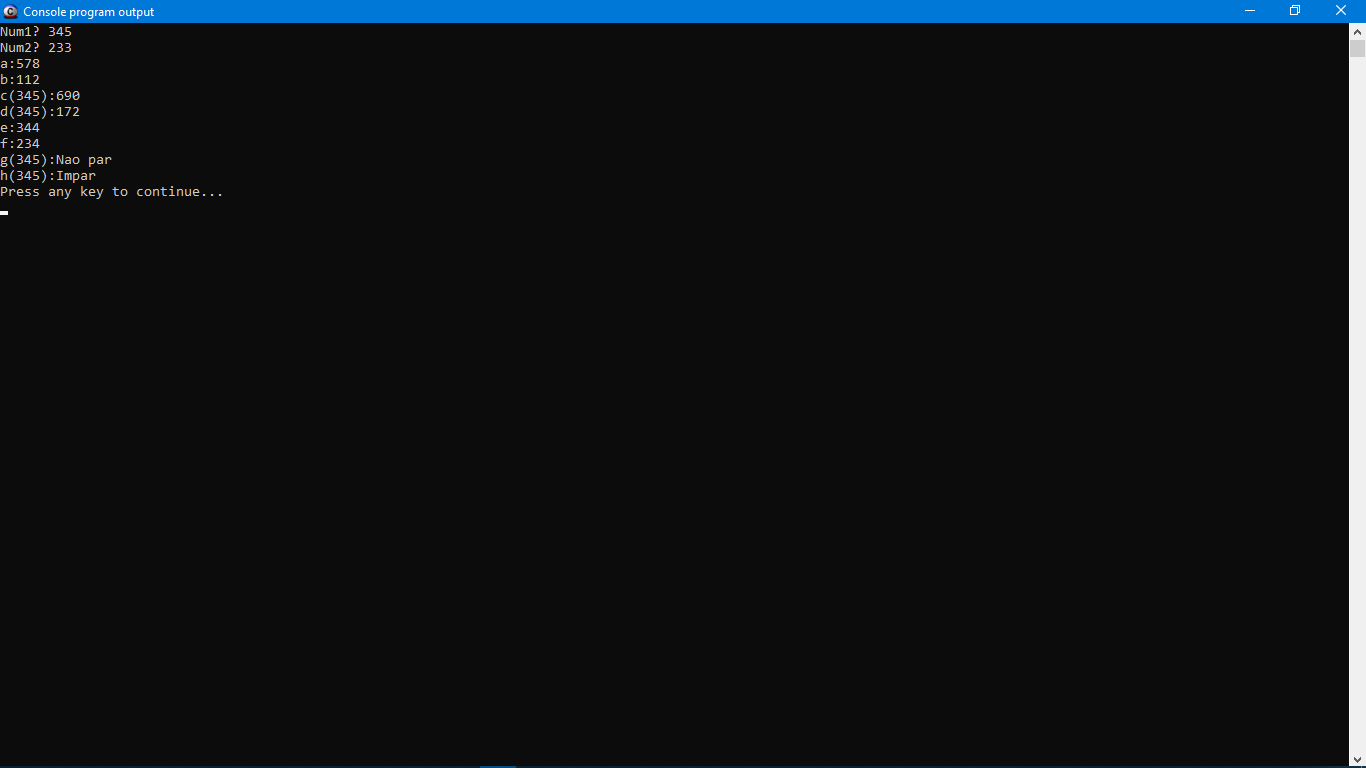 Console program output
Num1? 345
Num2? 233
a:578
b:112
c(345):690
d(345):172
e:344
f:234
g(345):Nao par
h(345):Impar
Press any key to continue...